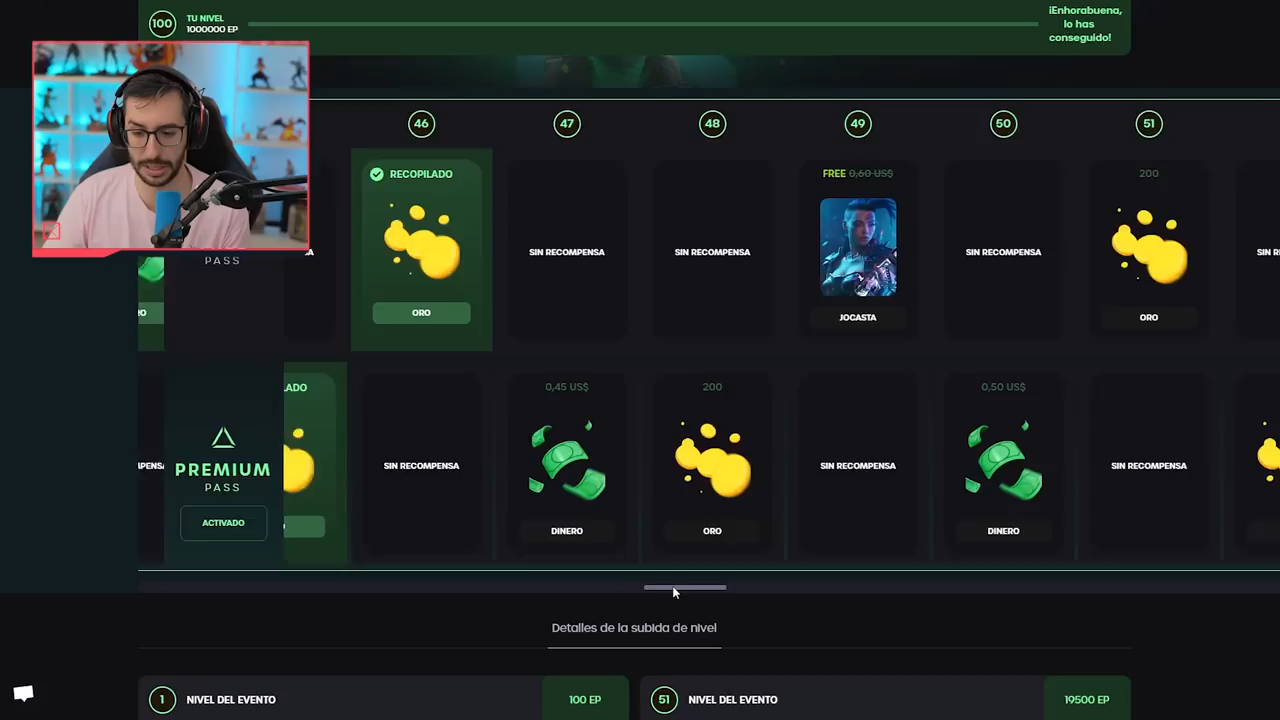 100
TU NIVEL
1000000 EP
¡Enhorabuena,
lo has
conseguido!
46
47
48
49
50
51
RECOPILADO
FREE 0,60 US$
200
SIN RECOMPENSA
SIN RECOMPENSA
SIN RECOMPENSA
PASS
ORO
JOCASTA
ORO
0,45 US$
200
0,50 US$
PREMIUM
PASS
SIN RECOMPENSA
SIN RECOMPENSA
SIN RECOMPENSA
ACTIVADO
DINERO
ORO
DINERO
Detalles de la subida de nivel
1
NIVEL DEL EVENTO
100 EP
51
NIVEL DEL EVENTO
19500 EP